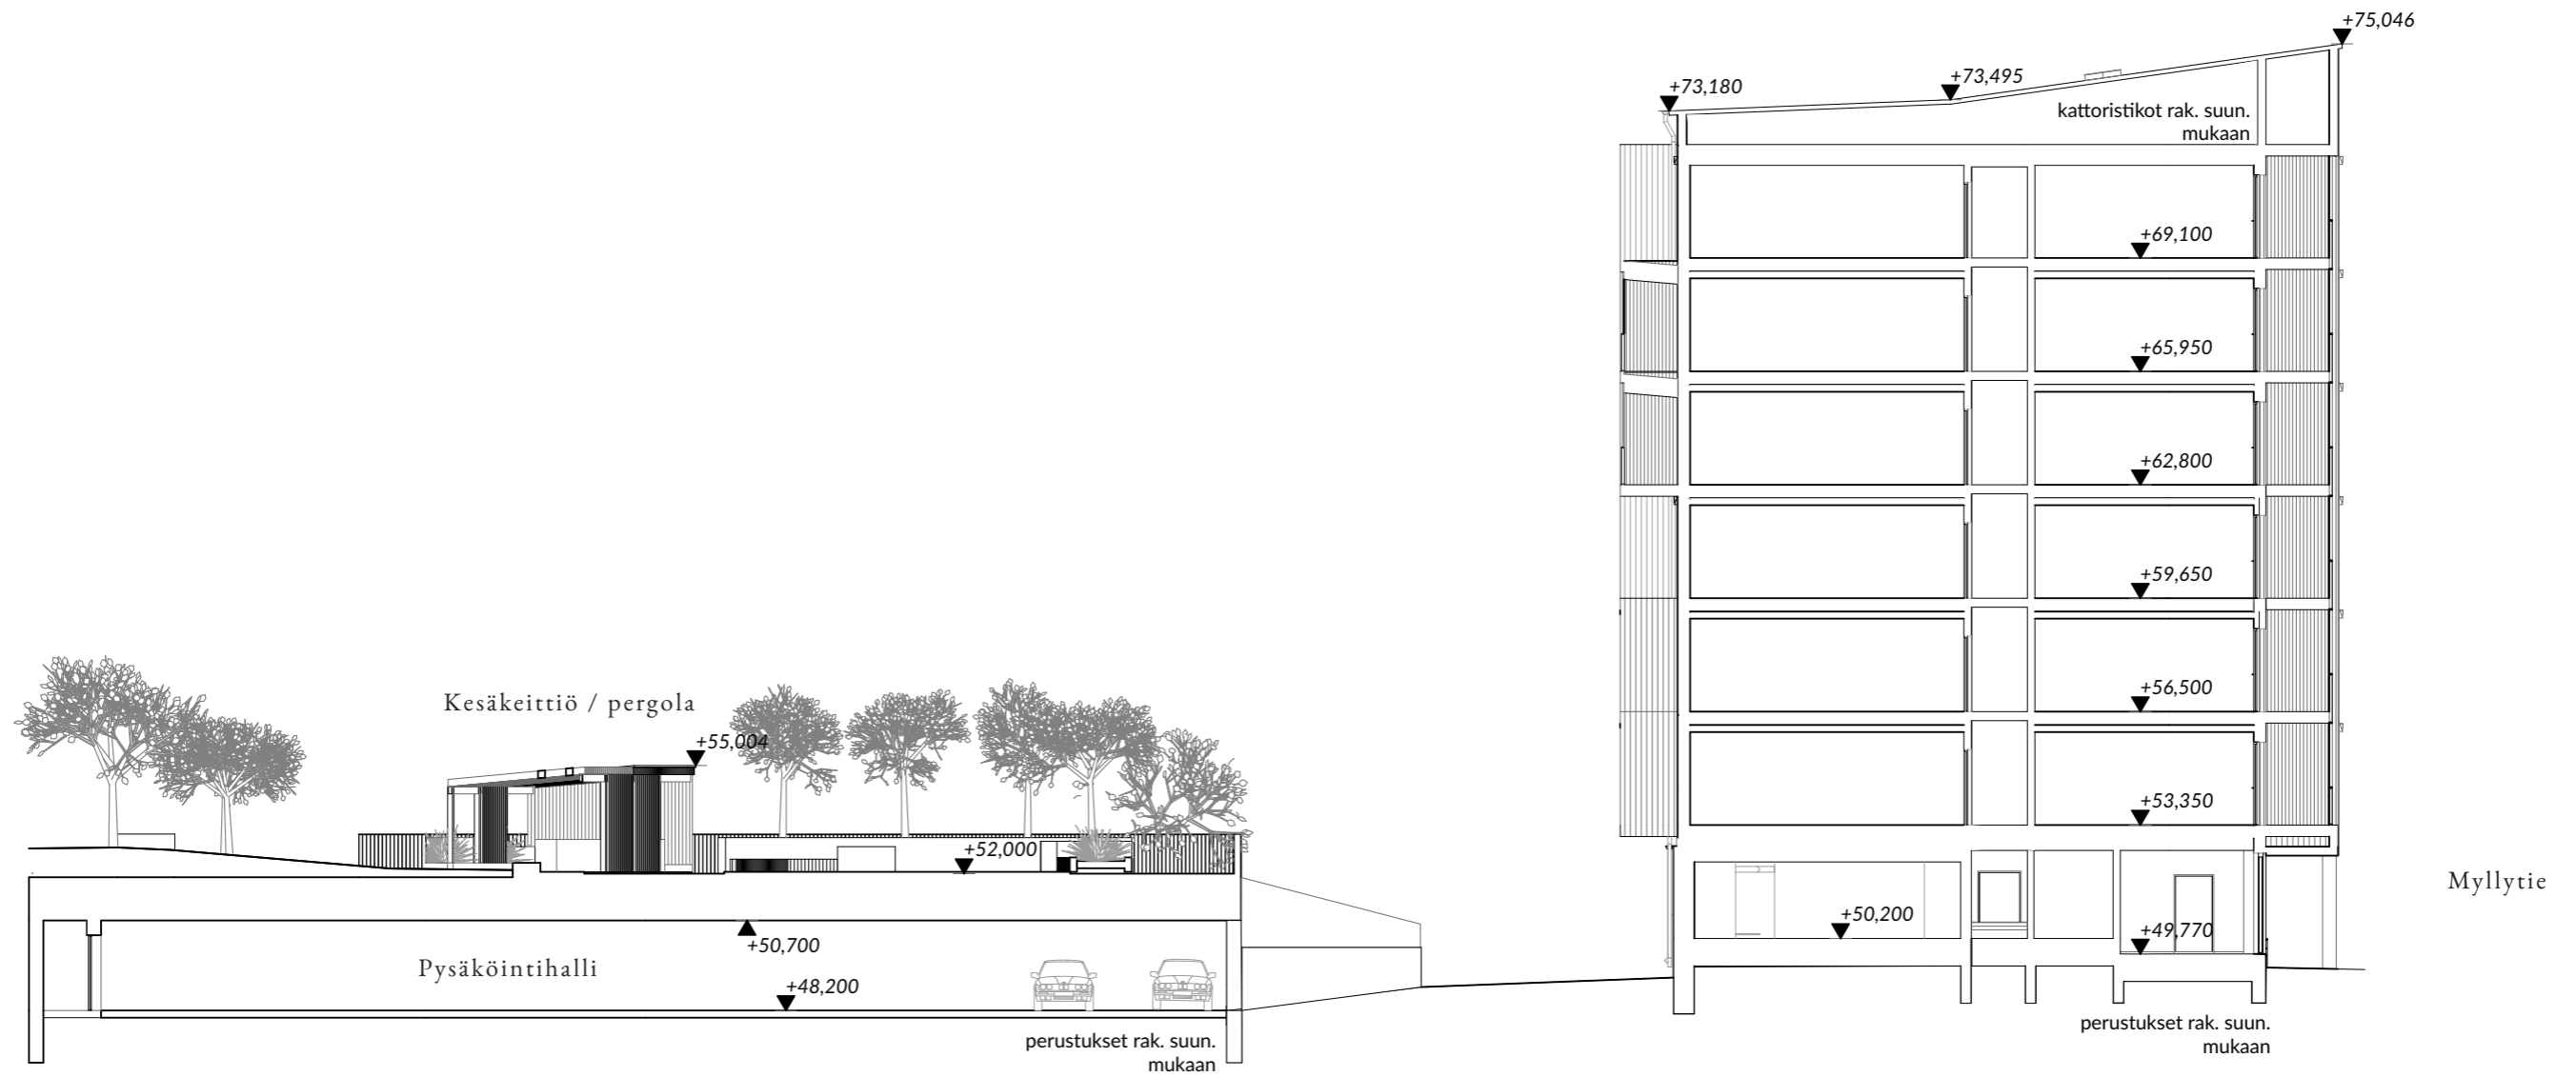 +75,046
+73,180
+73,495
kattoristikot rak. suun.
mukaan
+69,100
+65,950
+62,800
+59,650
+56,500
+53,350
+50,200
+49,770
Myllytie
perustukset rak. suun.
mukaan
Kesäkeittiö / pergola
+55,004
+52,000
+50,700
Pysäköintihalli
+48,200
perustukset rak. suun.
mukaan